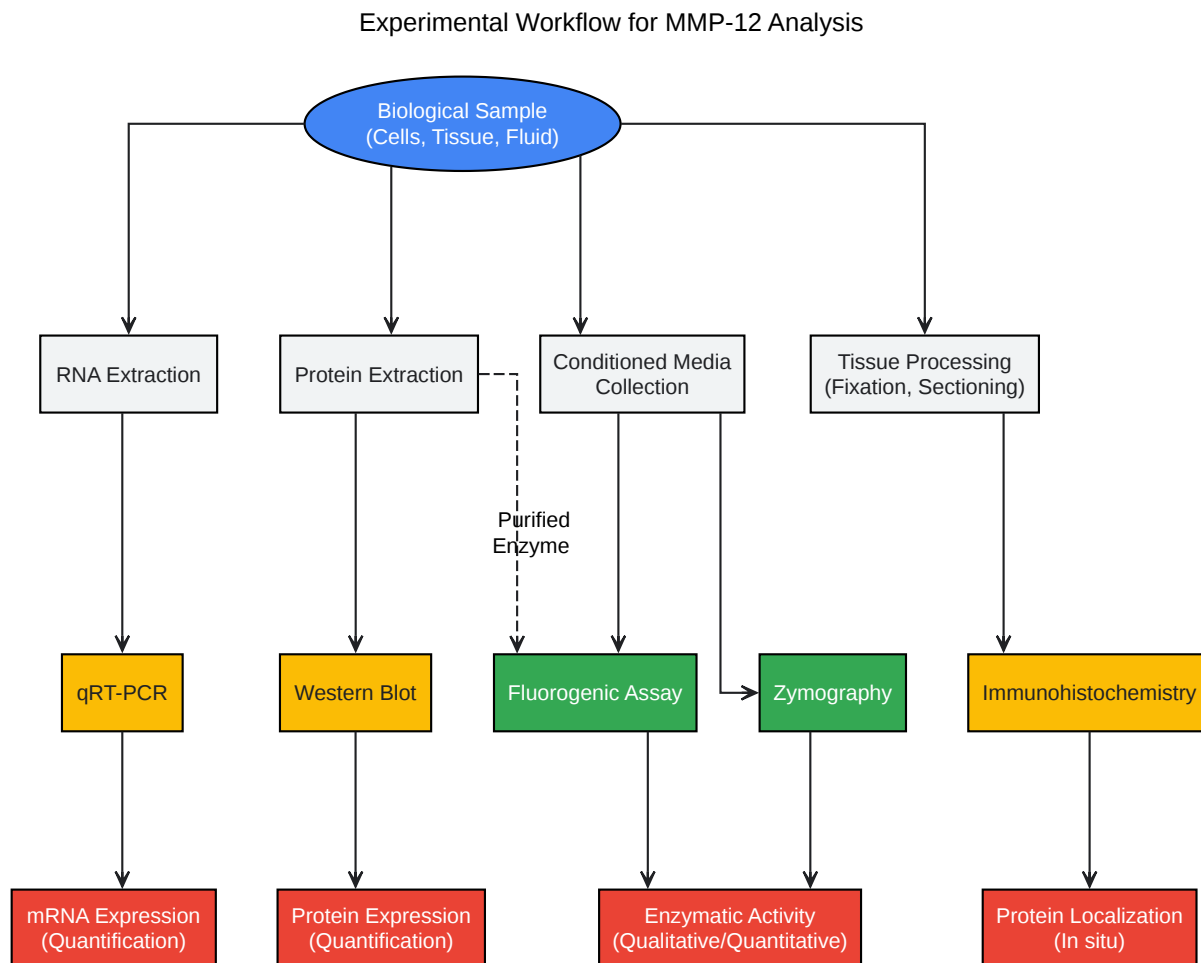 Experimental Workflow for MMP-12 Analysis
Biological Sample
(Cells, Tissue, Fluid)
RNA Extraction
Protein Extraction
Conditioned Media
Collection
Tissue Processing
(Fixation, Sectioning)
Purified
Enzyme
qRT-PCR
Western Blot
Fluorogenic Assay
Zymography
Immunohistochemistry
mRNA Expression
(Quantification)
Protein Expression
(Quantification)
Enzymatic Activity
(Qualitative/Quantitative)
Protein Localization
(In situ)